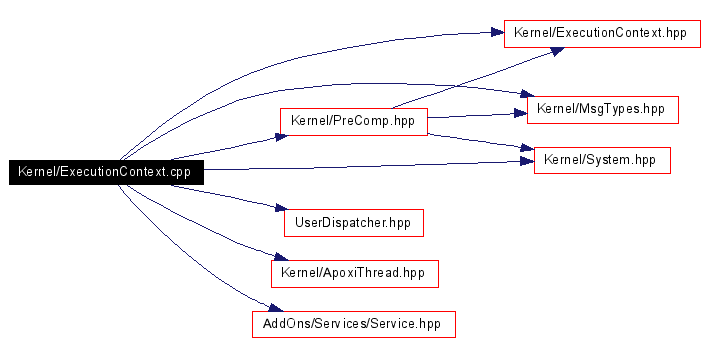 Kernel/ExecutionContext.hpp
Kernel/MsgTypes.hpp
Kernel/PreComp.hpp
Kernel/System.hpp
Kernel/ExecutionContext.cpp
UserDispatcher.hpp
Kernel/ApoxiThread.hpp
AddOns/Services/Service.hpp